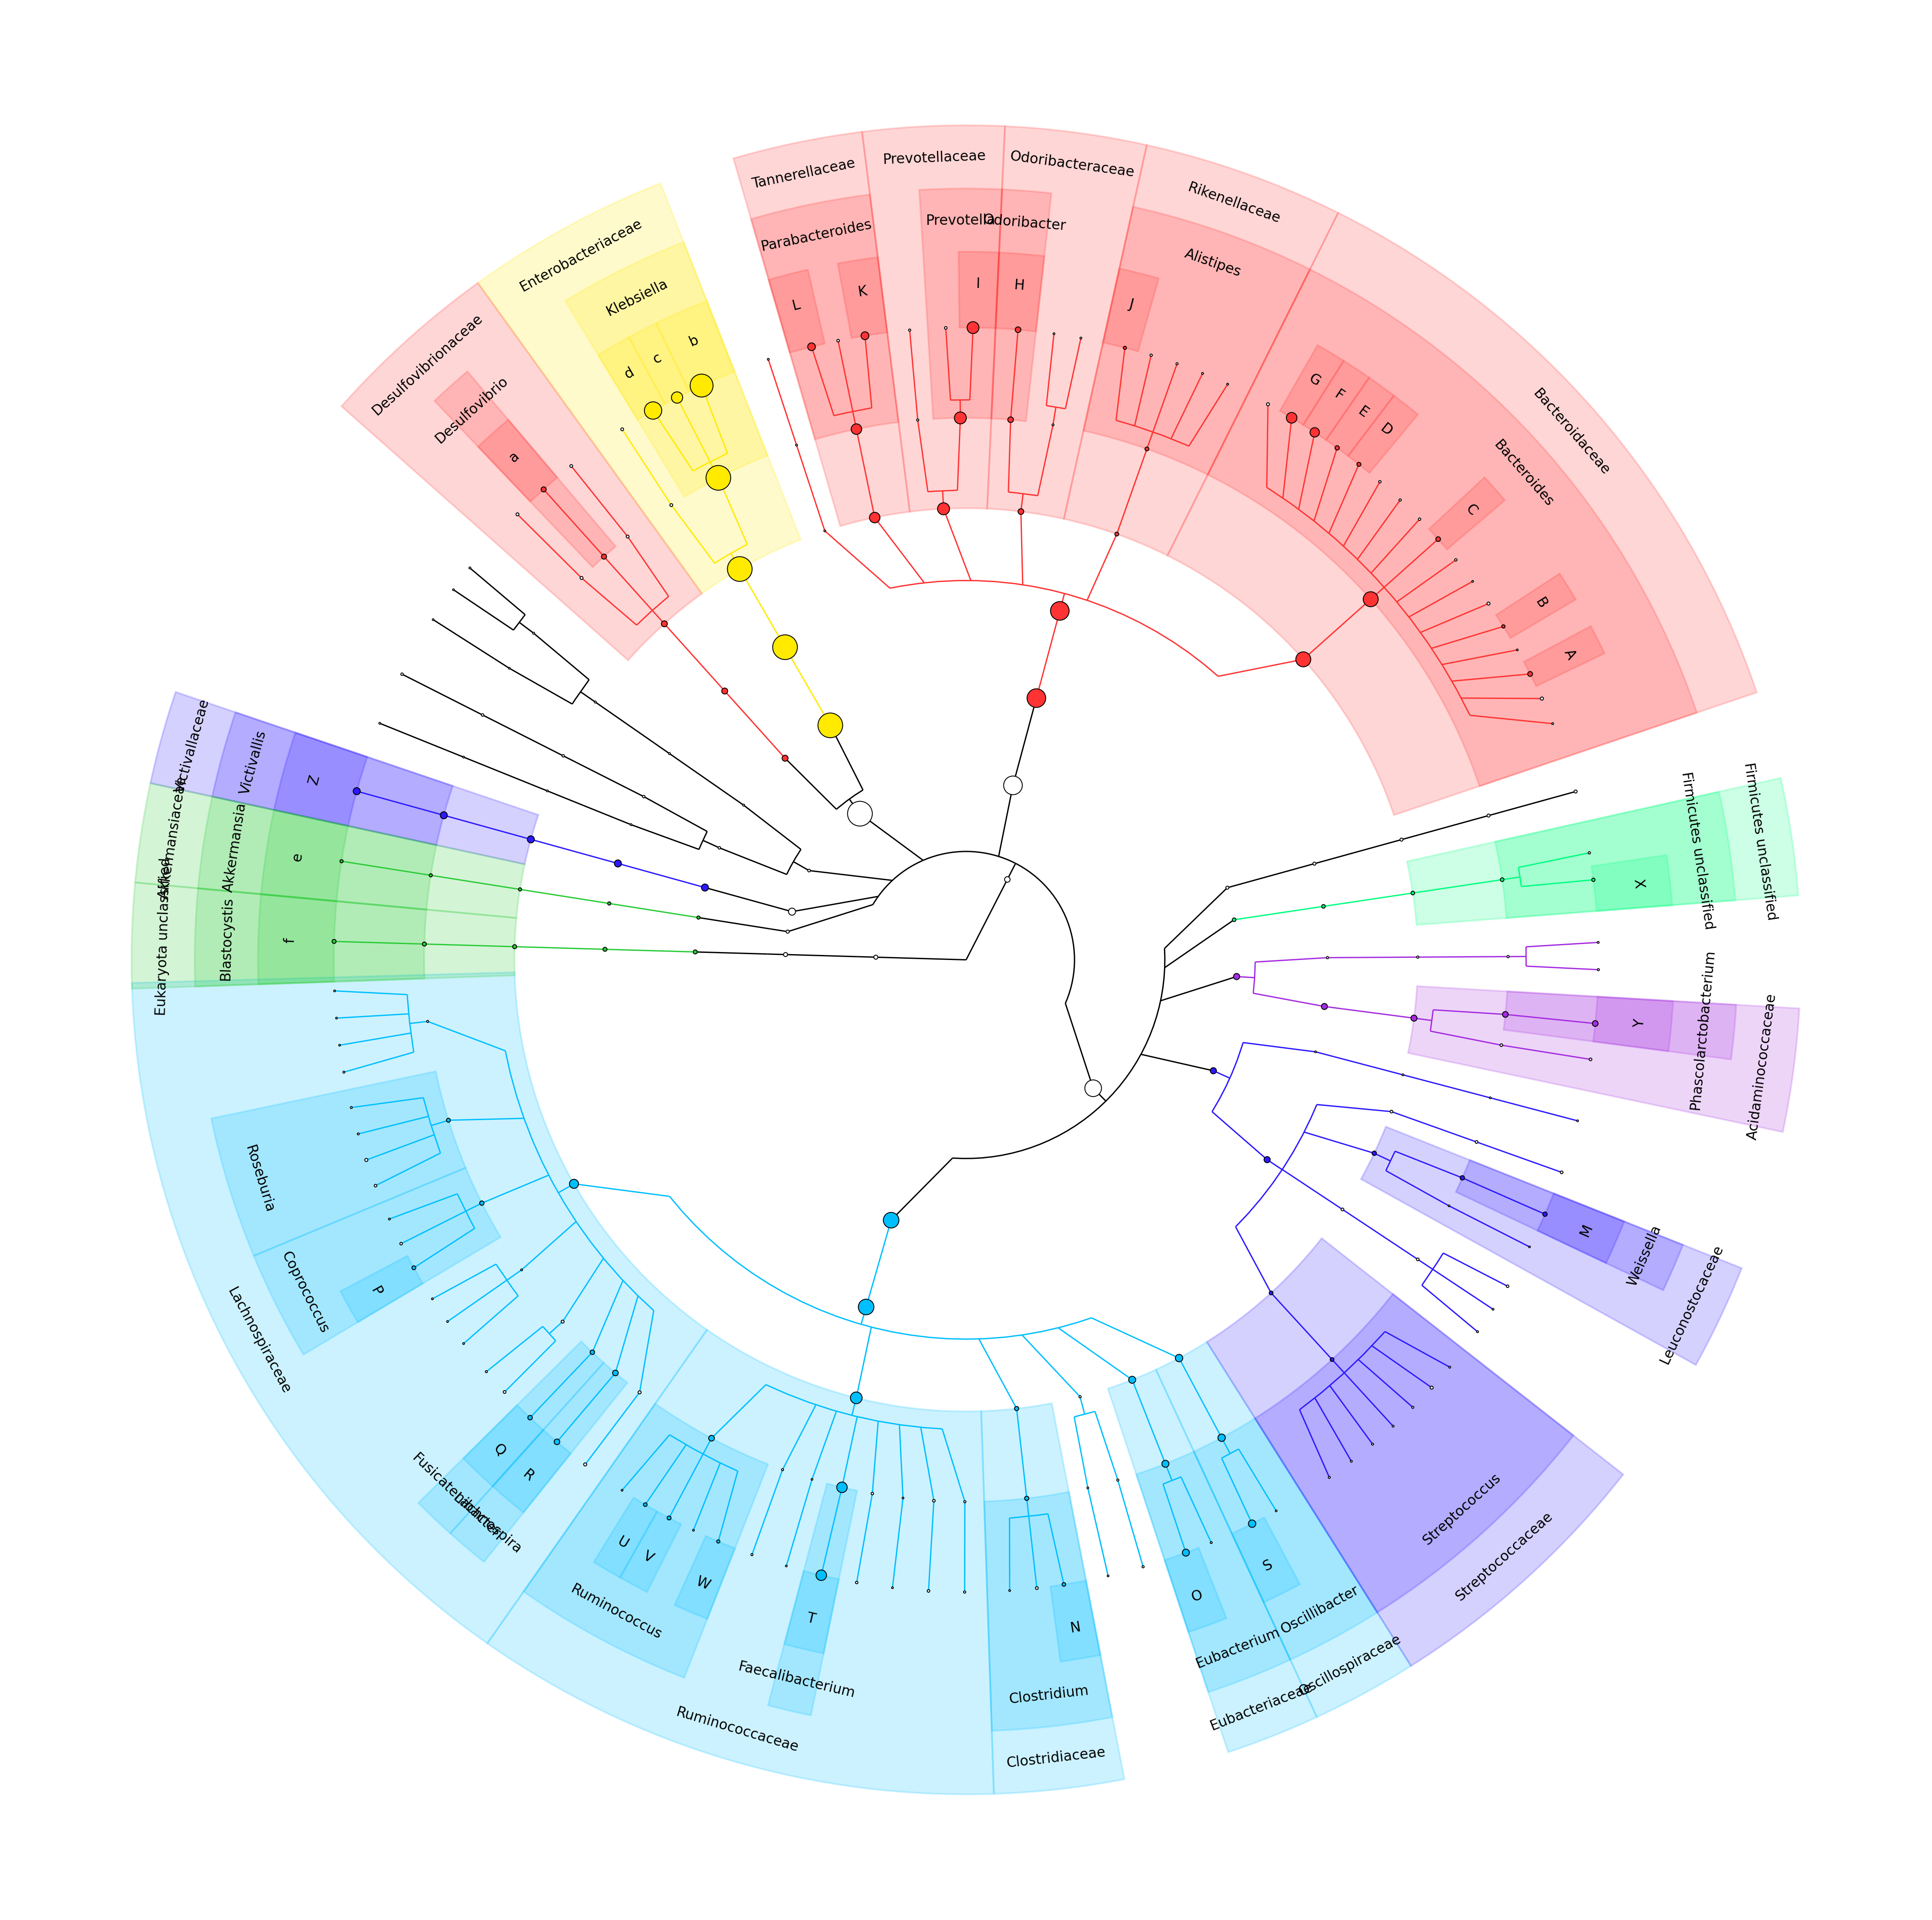 Tannerellaceae
Prevotellaceae
Odoribacteraceae
Rikenellaceae
Bacteroidaceae
Parabacteroides
Prevotella
Odoribacter
Alistipes
Bacteroides
L
K
I
H
J
G
F
E
D
C
B
A
Enterobacteriaceae
Klebsiella
d
c
b
Desulfovibrionaceae
Desulfovibrio
a
Victivallaceae
Victivallis
Z
Akkermansiaceae
Akkermansia
e
Eukaryota unclassified
Blastocystis
f
Firmicutes unclassified
Firmicutes unclassified
X
Acidaminococcaceae
Phascolarctobacterium
Y
Leuconostocaceae
Weissella
M
Streptococcaceae
Streptococcus
Oscillospiraceae
Oscillibacter
S
Eubacteriaceae
Eubacterium
O
Clostridiaceae
Clostridium
N
Ruminococcaceae
Faecalibacterium
T
Ruminococcus
U
V
W
Lachnospiraceae
Roseburia
Coprococcus
P
Fusicatenibacter
Lachnospira
Q
R